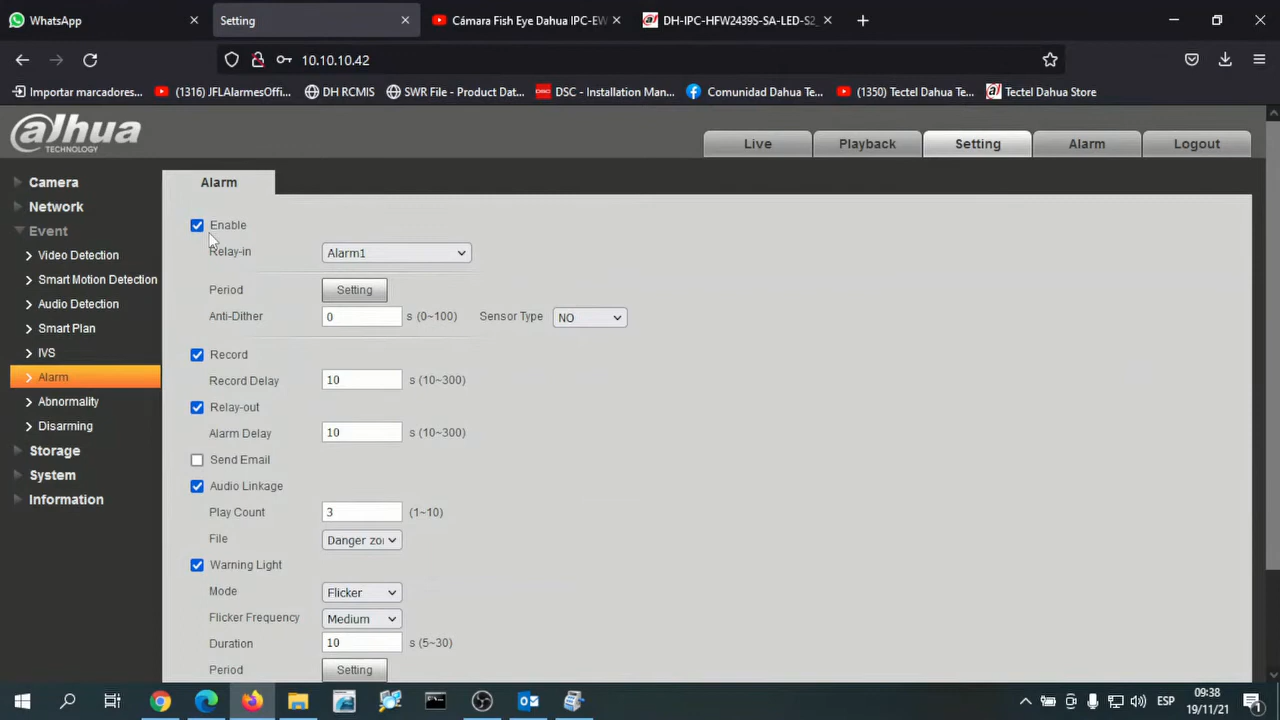 WhatsApp
Setting
Cámara Fish Eye Dahua IPC-EW
DH-IPC-HFW2439S-SA-LED-S2_
10.10.10.42
Importar marcadores...
(1316) JFLAlarmesOffi...
DH RCMIS
SWR File - Product Dat...
DSC - Installation Man...
Comunidad Dahua Te...
(1350) Tectel Dahua Te...
Tectel Dahua Store
alhua
TECHNOLOGY
Live
Playback
Setting
Alarm
Logout
Camera
Network
Event
Video Detection
Smart Motion Detection
Audio Detection
Smart Plan
IVS
Alarm
Abnormality
Disarming
Storage
System
Information
Alarm
Enable
Relay-in Alarm1
Period Setting
Anti-Dither 0 s (0~100) Sensor Type NO
Record
Record Delay 10 s (10~300)
Relay-out
Alarm Delay 10 s (10~300)
Send Email
Audio Linkage
Play Count 3 (1~10)
File Danger zo
Warning Light
Mode Flicker
Flicker Frequency Medium
Duration 10 s (5~30)
Period Setting
ESP
09:38
19/11/21
1